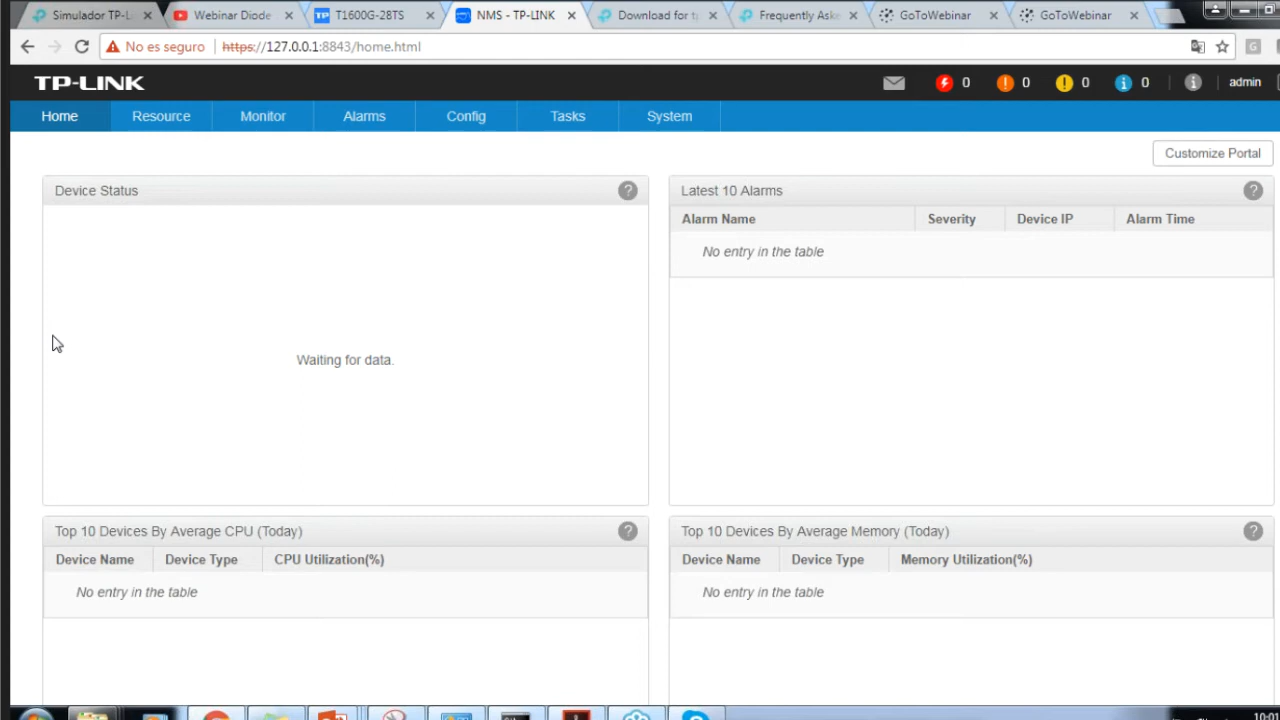 Simulador TP-Li
Webinar Diode
T1600G-28TS
NMS - TP-LINK
Download for tp
Frequently Aske
GoToWebinar
GoToWebinar
No es seguro
https://127.0.0.1:8843/home.html
TP-LINK
0
0
0
0
admin
Home
Resource
Monitor
Alarms
Config
Tasks
System
Customize Portal
Device Status
Latest 10 Alarms
Alarm Name
Severity
Device IP
Alarm Time
No entry in the table
Waiting for data.
Top 10 Devices By Average CPU (Today)
Top 10 Devices By Average Memory (Today)
Device Name
Device Type
CPU Utilization(%)
Device Name
Device Type
Memory Utilization(%)
No entry in the table
No entry in the table